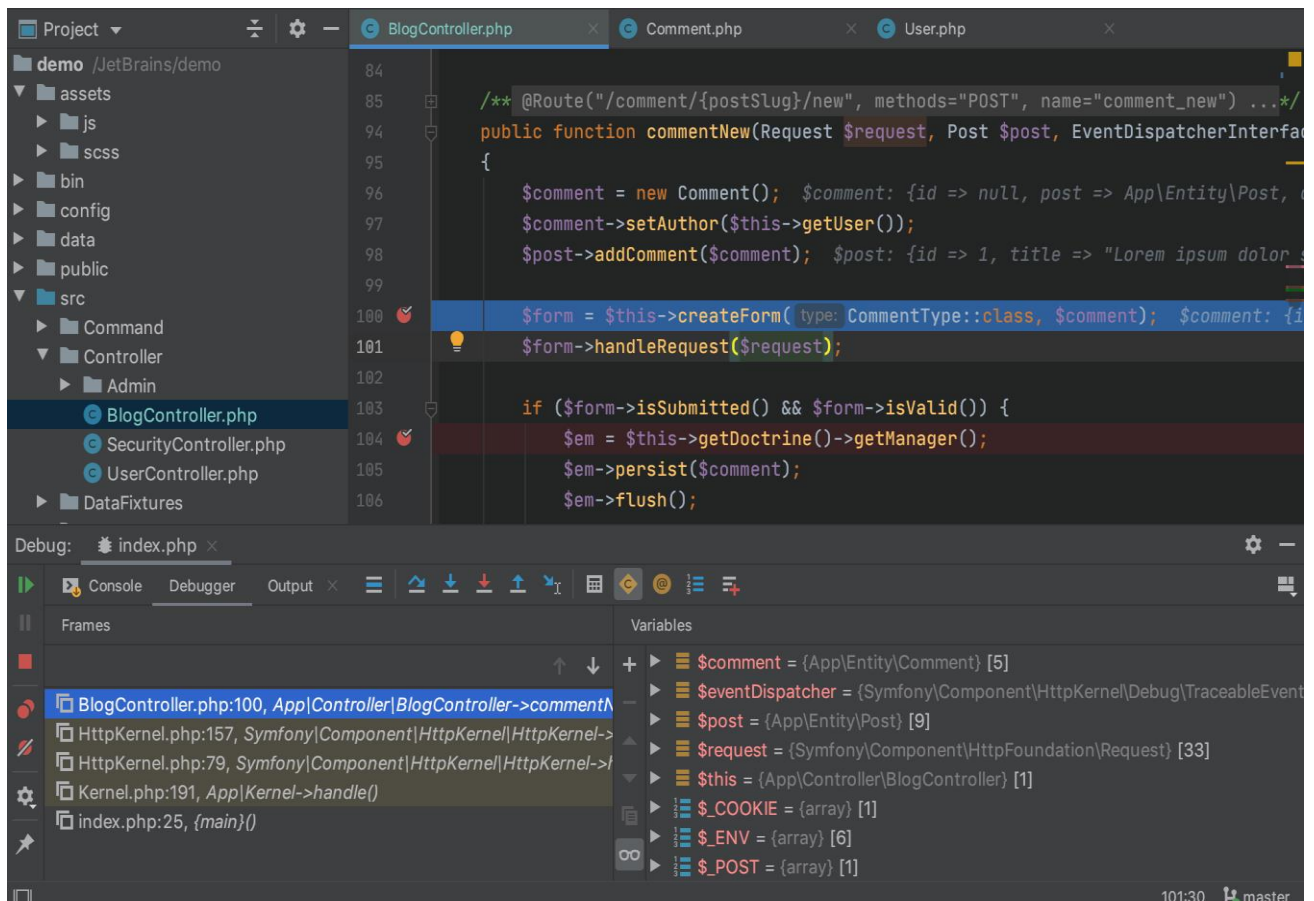 Project
BlogController.php
Comment.php
User.php
demo /JetBrains/demo
assets
js
scss
bin
config
data
public
src
Command
Controller
Admin
BlogController.php
SecurityController.php
UserController.php
DataFixtures
84
85 /** @Route("/comment/{postSlug}/new", methods="POST", name="comment_new") ...*/
94 public function commentNew(Request $request, Post $post, EventDispatcherInterfac
95 {
96 $comment = new Comment(); $comment: {id => null, post => App\Entity\Post,
97 $comment->setAuthor($this->getUser());
98 $post->addComment($comment); $post: {id => 1, title => "Lorem ipsum dolor s
99
100 $form = $this->createForm( type: CommentType::class, $comment); $comment: {i
101 $form->handleRequest($request);
102
103 if ($form->isSubmitted() && $form->isValid()) {
104 $em = $this->getDoctrine()->getManager();
105 $em->persist($comment);
106 $em->flush();
Debug: index.php
Console Debugger Output
Frames
BlogController.php:100, App|Controller|BlogController->commentN
HttpKernel.php:157, Symfony|Component|HttpKernel|HttpKernel->
HttpKernel.php:79, Symfony|Component|HttpKernel|HttpKernel->h
Kernel.php:191, App|Kernel->handle()
index.php:25, {main}()
Variables
$comment = {App\Entity\Comment} [5]
$eventDispatcher = {Symfony\Component\HttpKernel\Debug\TraceableEvent
$post = {App\Entity\Post} [9]
$request = {Symfony\Component\HttpFoundation\Request} [33]
$this = {App\Controller\BlogController} [1]
$_COOKIE = {array} [1]
$_ENV = {array} [6]
$_POST = {array} [1]
101:30 master